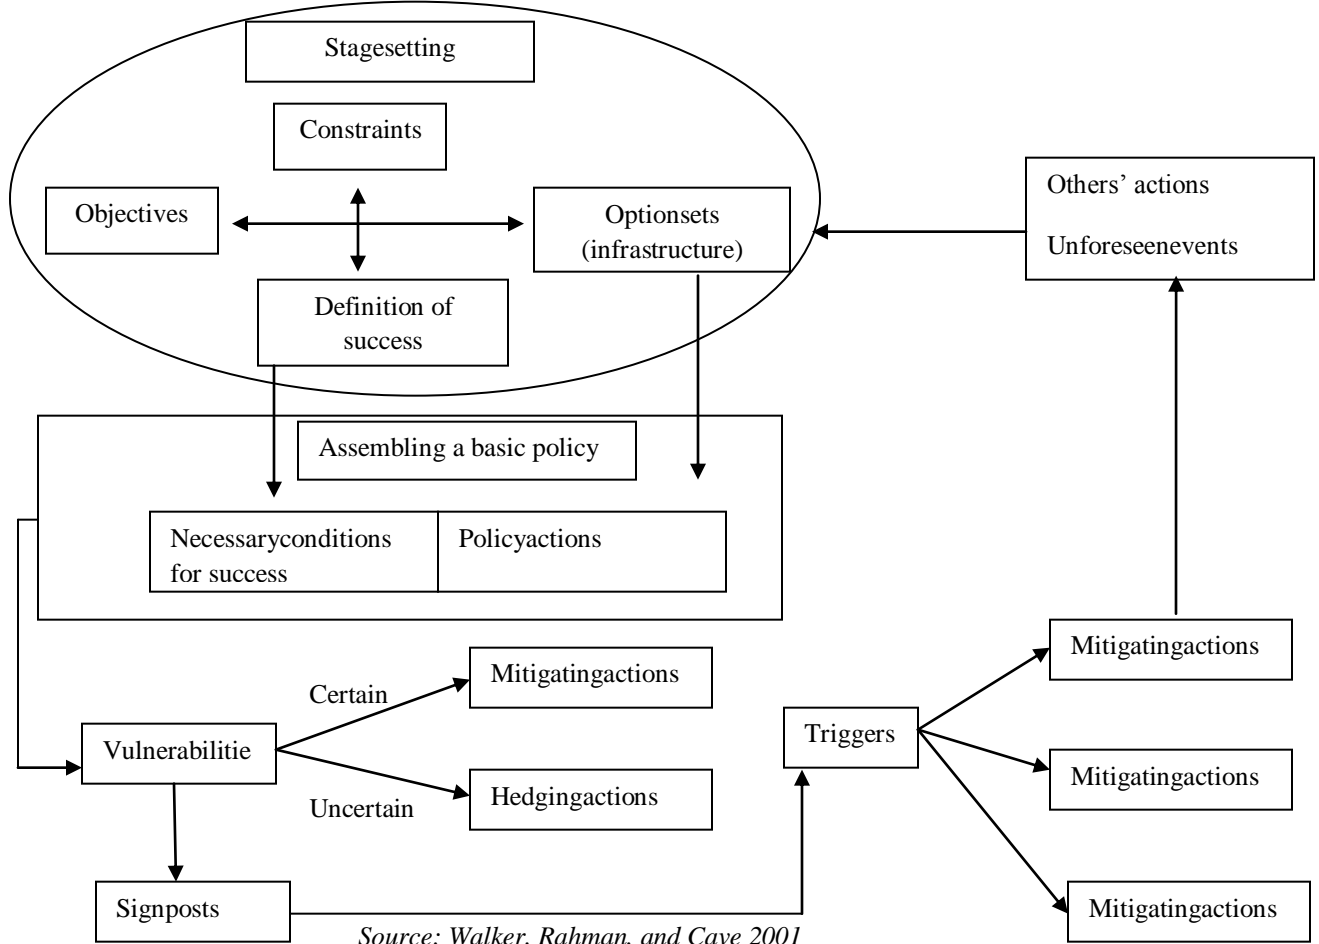 Stagesetting
Constraints
Objectives
Optionsets
(infrastructure)
Definition of
success
Others’ actions
Unforeseenevents
Assembling a basic policy
Necessaryconditions
for success
Policyactions
Mitigatingactions
Certain
Vulnerabilitie
Uncertain
Hedgingactions
Signposts
Triggers
Mitigatingactions
Mitigatingactions
Mitigatingactions
Source: Walker, Rahman, and Cave 2001